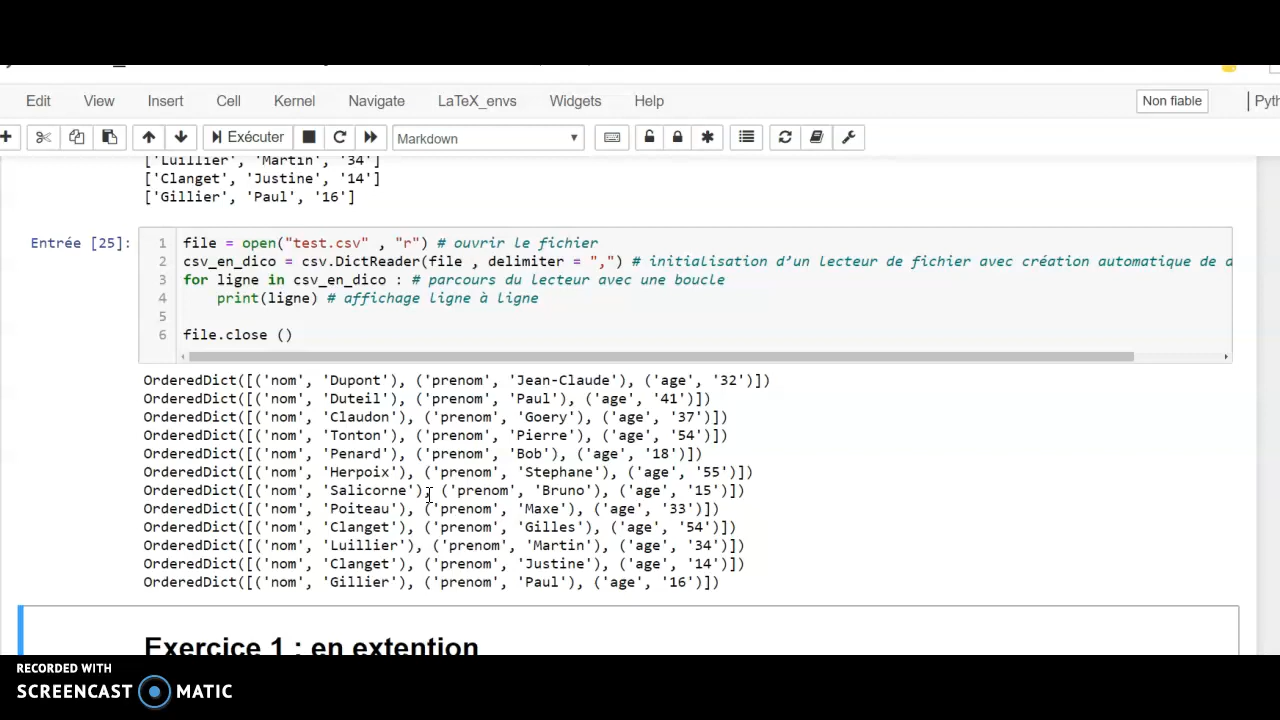 Edit View Insert Cell Kernel Navigate LaTeX_envs Widgets Help Non fiable
Exécuter Markdown
['Luillier', 'Martin', '34']
['Clanget', 'Justine', '14']
['Gillier', 'Paul', '16']
Entrée [25]:
1 file = open("test.csv" , "r") # ouvrir le fichier
2 csv_en_dico = csv.DictReader(file , delimiter = ",") # initialisation d’un lecteur de fichier avec création automatique de
3 for ligne in csv_en_dico : # parcours du lecteur avec une boucle
4 print(ligne) # affichage ligne à ligne
5
6 file.close ()
OrderedDict([('nom', 'Dupont'), ('prenom', 'Jean-Claude'), ('age', '32')])
OrderedDict([('nom', 'Duteil'), ('prenom', 'Paul'), ('age', '41')])
OrderedDict([('nom', 'Claudon'), ('prenom', 'Goery'), ('age', '37')])
OrderedDict([('nom', 'Tonton'), ('prenom', 'Pierre'), ('age', '54')])
OrderedDict([('nom', 'Penard'), ('prenom', 'Bob'), ('age', '18')])
OrderedDict([('nom', 'Herpoix'), ('prenom', 'Stephane'), ('age', '55')])
OrderedDict([('nom', 'Salicorne'), ('prenom', 'Bruno'), ('age', '15')])
OrderedDict([('nom', 'Poiteau'), ('prenom', 'Maxe'), ('age', '33')])
OrderedDict([('nom', 'Clanget'), ('prenom', 'Gilles'), ('age', '54')])
OrderedDict([('nom', 'Luillier'), ('prenom', 'Martin'), ('age', '34')])
OrderedDict([('nom', 'Clanget'), ('prenom', 'Justine'), ('age', '14')])
OrderedDict([('nom', 'Gillier'), ('prenom', 'Paul'), ('age', '16')])
Exercice 1 : en extention
RECORDED WITH
SCREENCAST MATIC